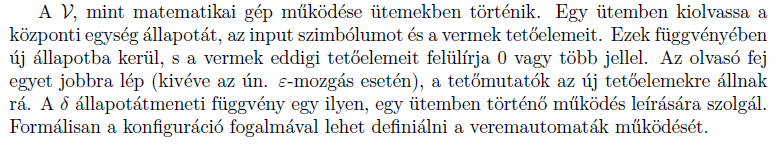 A 𝒱, mint matematikai gép működése ütemekben történik. Egy ütemben kiolvassa a
központi egység állapotát, az input szimbólumot és a vermek tetőelemeit. Ezek függvényében
új állapotba kerül, s a vermek eddigi tetőelemeit felülírja 0 vagy több jellel. Az olvasó fej
egyet jobbra lép (kivéve az ún. ε-mozgás esetén), a tetőmutatók az új tetőelemekre állnak
rá. A δ állapotátmeneti függvény egy ilyen, egy ütemben történő működés leírására szolgál.
Formálisan a konfiguráció fogalmával lehet definiálni a veremautomaták működését.